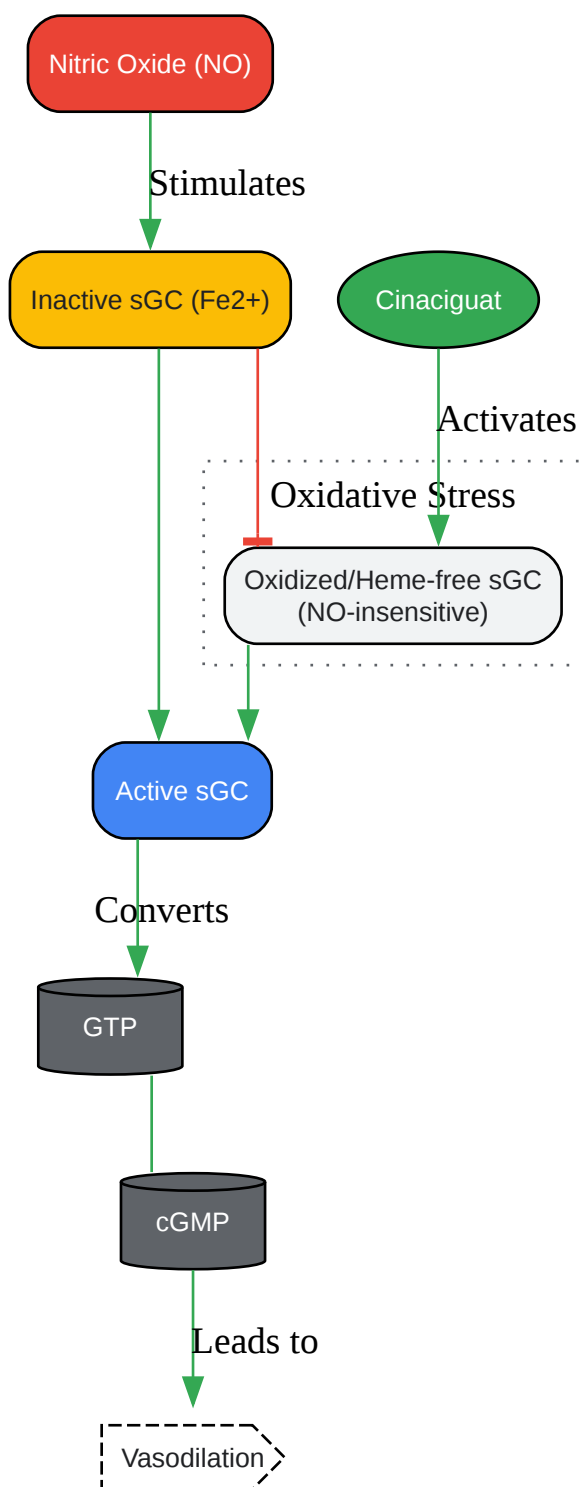 Nitric Oxide (NO)
Stimulates
Inactive sGC (Fe2+)
Cinaciguat
Activates
Oxidative Stress
Oxidized/Heme-free sGC
(NO-insensitive)
Active sGC
Converts
GTP
cGMP
Leads to
Vasodilation